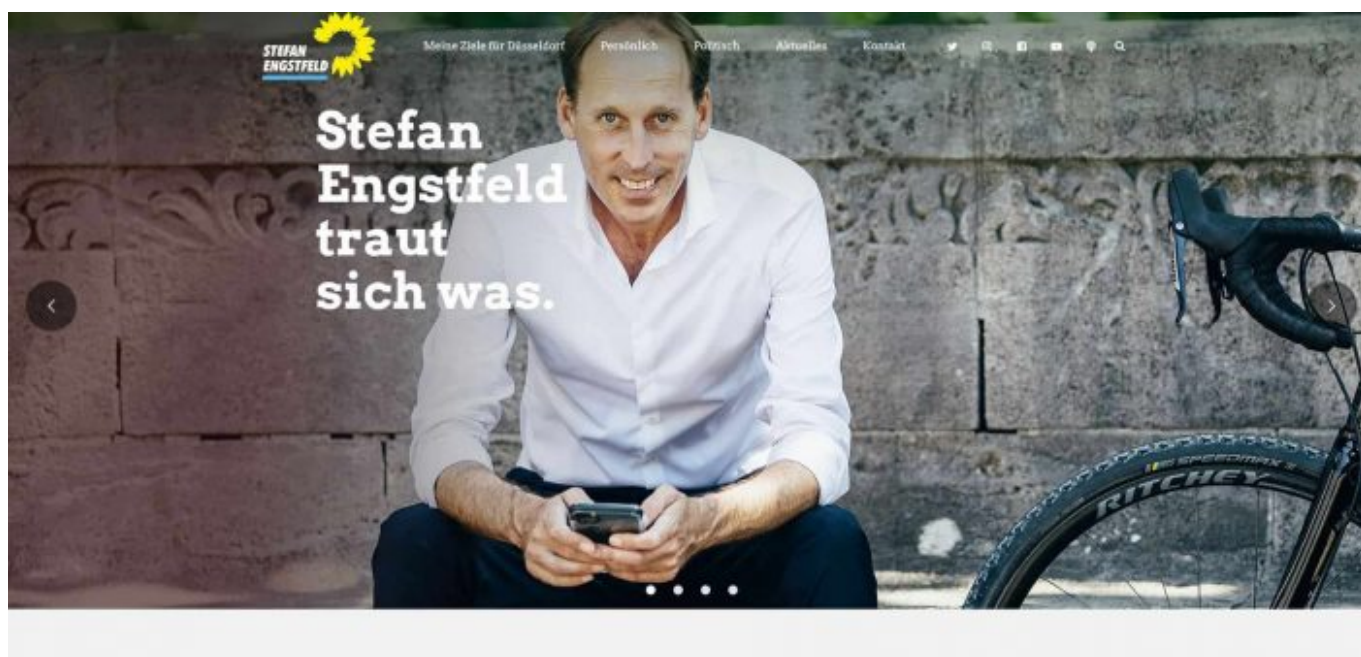 STEFAN
ENGSTFELD
Meine Ziele für Düsseldorf Persönlich Politisch Aktuelles Kontakt
Stefan
Engstfeld
traut
sich was.
SPEEDMAX
RITCHEY